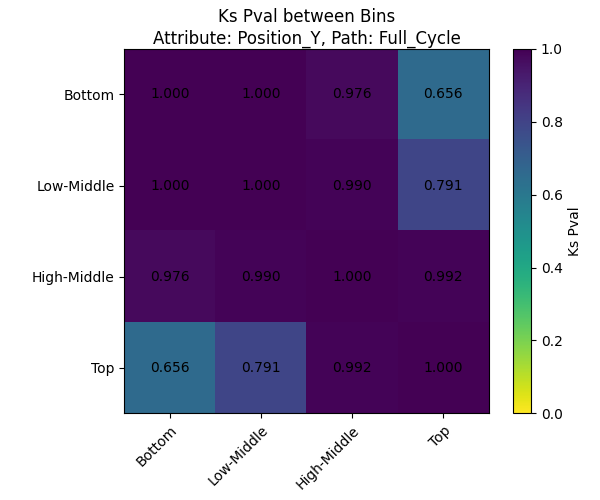 Ks Pval between Bins
Attribute: Position_Y, Path: Full_Cycle
Bottom 1.000 1.000 0.976 0.656
Low-Middle 1.000 1.000 0.990 0.791
High-Middle 0.976 0.990 1.000 0.992
Top 0.656 0.791 0.992 1.000
Bottom Low-Middle High-Middle Top
1.0
0.8
0.6
0.4
0.2
0.0
Ks Pval